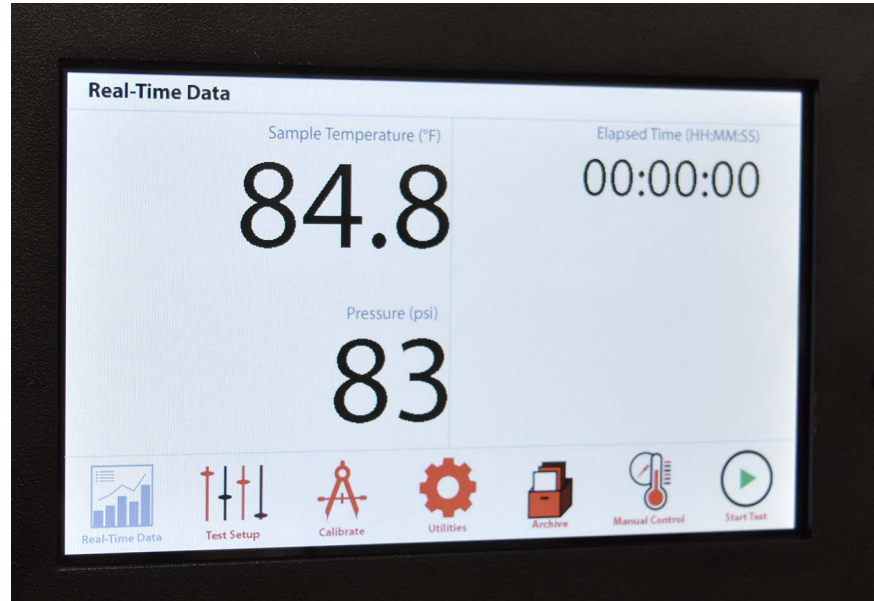 Real-Time Data
Sample Temperature (°F)
84.8
Elapsed Time (HH:MM:SS)
00:00:00
Pressure (psi)
83
Real-Time Data
Test Setup
Calibrate
Utilities
Archive
Manual Control
Start Test